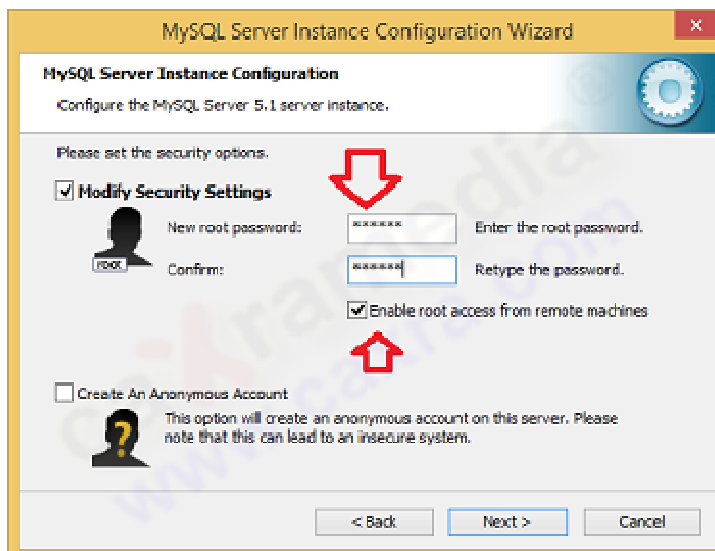 MySQL Server Instance Configuration Wizard
MySQL Server Instance Configuration
Configure the MySQL Server 5.1 server instance.
Please set the security options.
Modify Security Settings
New root password: ****** Enter the root password.
root
Confirm: ****** Retype the password.
Enable root access from remote machines
Create An Anonymous Account
This option will create an anonymous account on this server. Please
note that this can lead to an insecure system.
?
< Back Next > Cancel